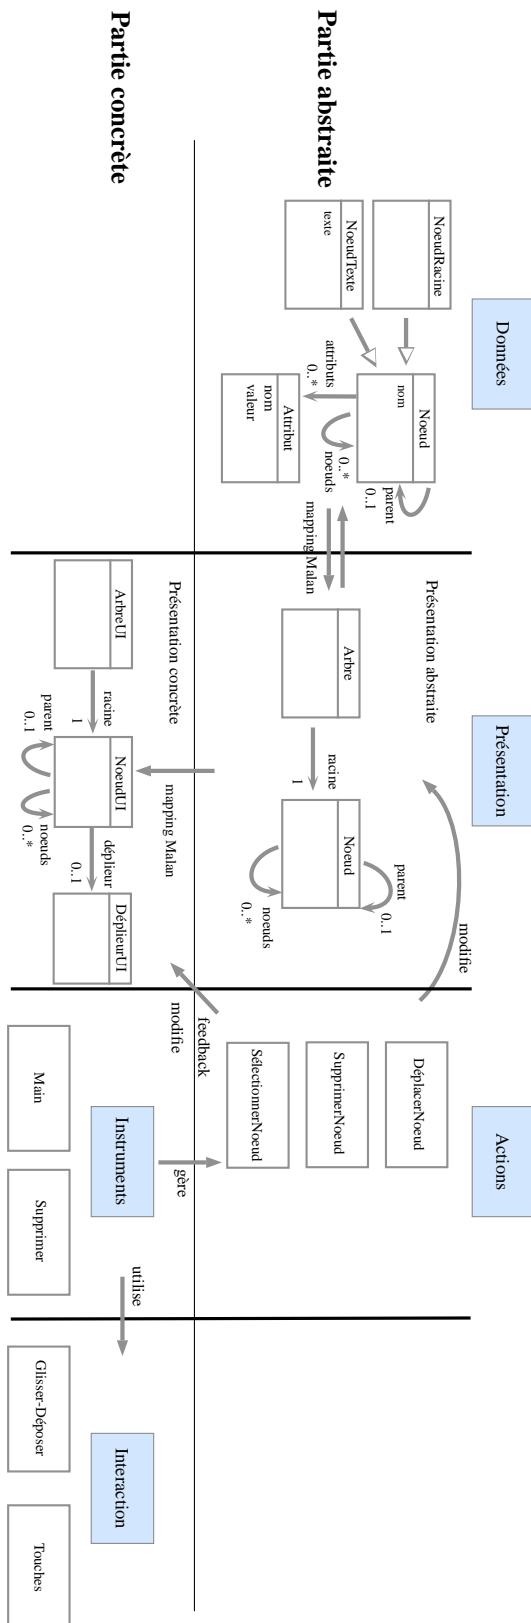 Données
Présentation
Actions
Partie abstraite
NoeudRacine
NoeudTexte
texte
Noeud
nom
parent
0..1
0..*
noeuds
attributs
0..*
Attribut
nom
valeur
mapping Malan
Présentation abstraite
Arbre
racine
1
Noeud
parent
0..1
noeuds
0..*
modifie
DéplacerNoeud
SupprimerNoeud
SélectionnerNoeud
Partie concrète
Présentation concrète
mapping Malan
ArbreUI
racine
1
NoeudUI
parent
0..1
noeuds
0..*
déplieur
0..1
DéplieurUI
feedback
modifie
gère
Instruments
Main
Supprimer
utilise
Interaction
Glisser-Déposer
Touches